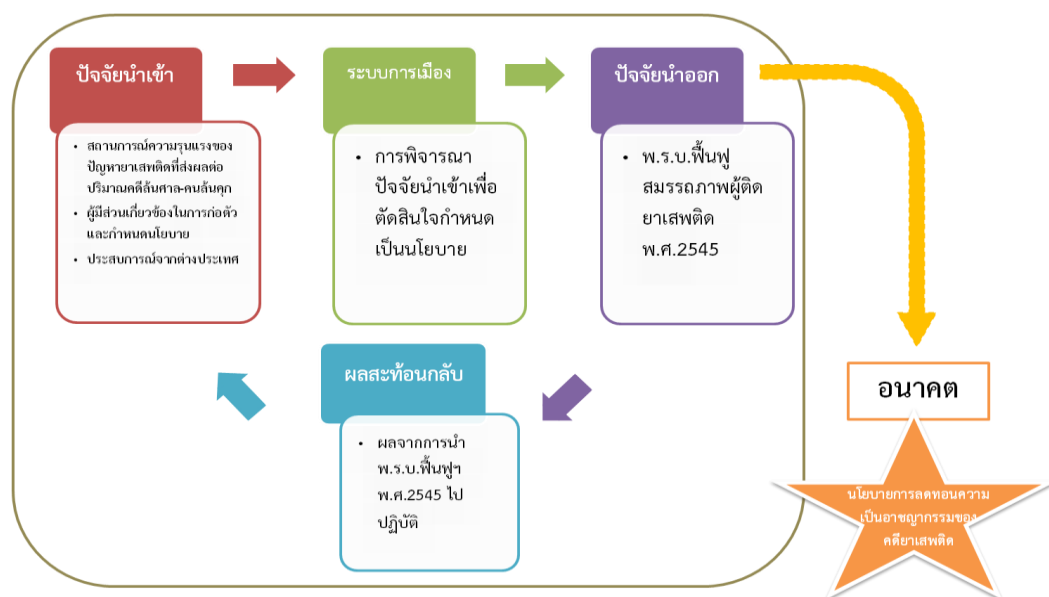 ปัจจัยนำเข้า
• สถานการณ์ความรุนแรงของ
ปัญหายาเสพติดที่ส่งผลต่อ
ปริมาณคดีล้นศาล-คนล้นคุก
• ผู้มีส่วนเกี่ยวข้องในการก่อตัว
และกำหนดนโยบาย
• ประสบการณ์จากต่างประเทศ
ระบบการเมือง
• การพิจารณา
ปัจจัยนำเข้าเพื่อ
ตัดสินใจกำหนด
เป็นนโยบาย
ปัจจัยนำออก
• พ.ร.บ.ฟื้นฟู
สมรรถภาพผู้ติด
ยาเสพติด
พ.ศ.2545
ผลสะท้อนกลับ
• ผลจากการนำ
พ.ร.บ.ฟื้นฟูฯ
พ.ศ.2545 ไป
ปฏิบัติ
อนาคต
นโยบายการลดทอนความ
เป็นอาชญากรรมของ
คดียาเสพติด